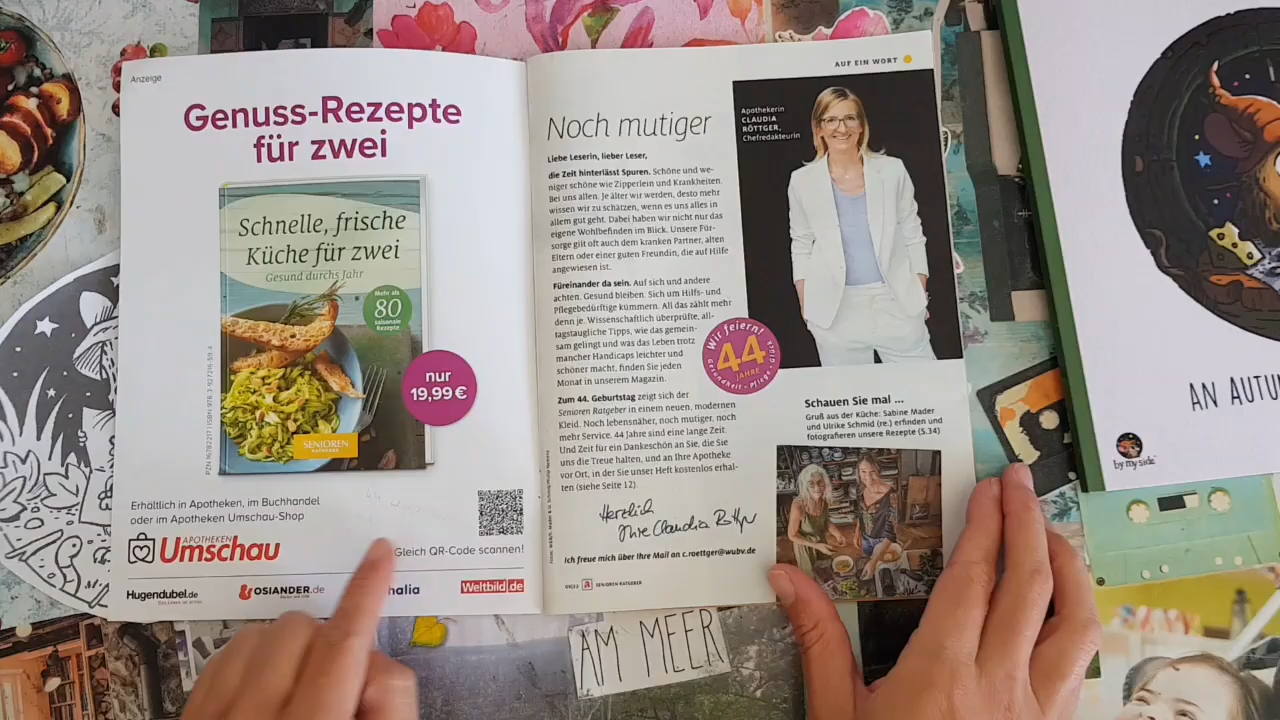 Anzeige
Genuss-Rezepte
für zwei
Schnelle, frische
Küche für zwei
Gesund durchs Jahr
Mehr als
80
saisonale
Rezepte
nur
19,99 €
SENIOREN
RATGEBER
Erhältlich in Apotheken, im Buchhandel
oder im Apotheken Umschau-Shop
APOTHEKEN
Umschau
Gleich QR-Code scannen!
Hugendubel.de
OSIANDER.de
Weltbild.de
AUF EIN WORT
Noch mutiger
Liebe Leserin, lieber Leser,
die Zeit hinterlässt Spuren. Schöne und we-
niger schöne wie Zipperlein und Krankheiten.
Bei uns allen. Je älter wir werden, desto mehr
wissen wir zu schätzen, wenn es uns alles in
allem gut geht. Dabei haben wir nicht nur das
eigene Wohlbefinden im Blick. Unsere Für-
sorge gilt oft auch dem kranken Partner, alten
Eltern oder einer guten Freundin, die auf Hilfe
angewiesen ist.
Füreinander da sein. Auf sich und andere
achten. Gesund bleiben. Sich um Hilfs- und
Pflegebedürftige kümmern. All das zählt mehr
denn je. Wissenschaftlich überprüfte, all-
tagstaugliche Tipps, wie das gemein-
sam gelingt und was das Leben trotz
mancher Handicaps leichter und
schöner macht, finden Sie jeden
Monat in unserem Magazin.
Zum 44. Geburtstag zeigt sich der
Senioren Ratgeber in einem neuen, modernen
Kleid. Noch lebensnäher, noch mutiger, noch
mehr Service. 44 Jahre sind eine lange Zeit.
Und Zeit für ein Dankeschön an Sie, die Sie
uns die Treue halten, und an Ihre Apotheke
vor Ort, in der Sie unser Heft kostenlos erhal-
ten (siehe Seite 12)
Herzlich
Ihre Claudia Röttger
Ich freue mich über Ihre Mail an c.roettger@wubv.de
SENIOREN RATGEBER
Apothekerin
CLAUDIA
RÖTTGER,
Chefredakteurin
Wir feiern!
44
JAHRE
Gesundheit • Pflege • Glück
Schauen Sie mal ...
Gruß aus der Küche: Sabine Mader
und Ulrike Schmid (re.) erfinden und
fotografieren unsere Rezepte (S.34)
AM MEER
AN AUTU
by my side